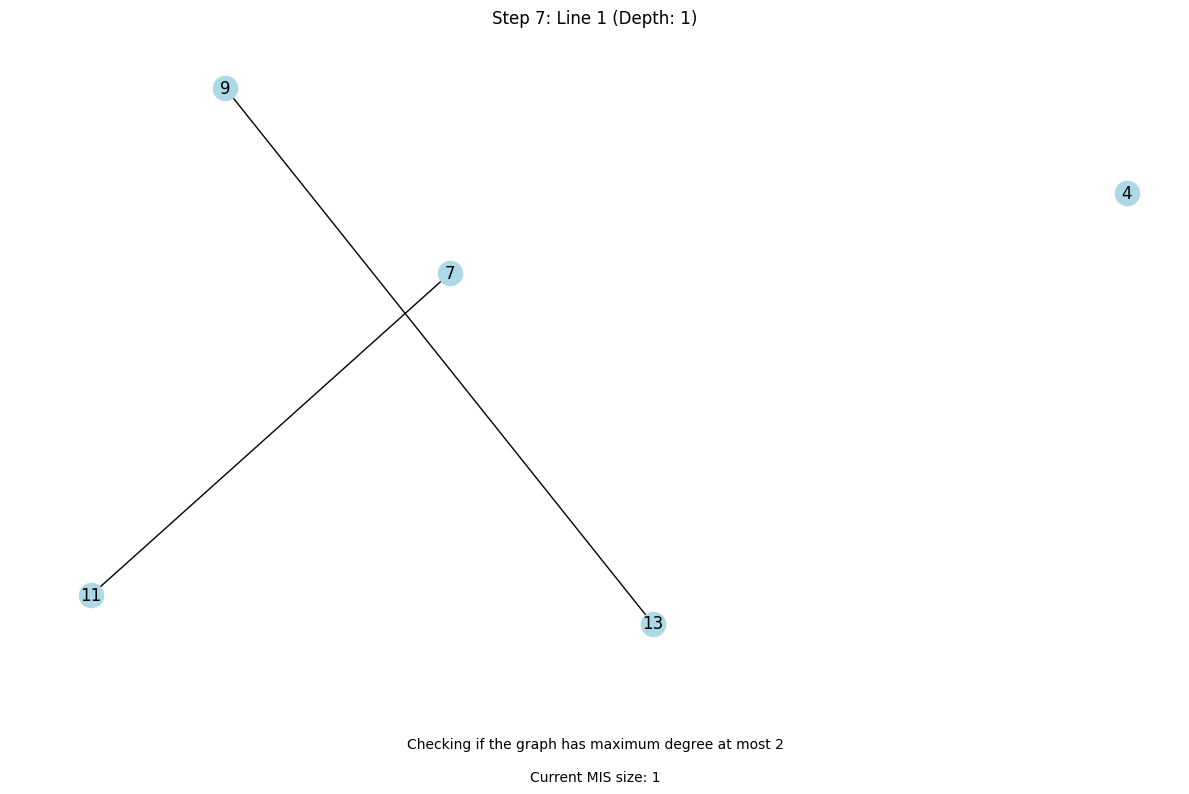 Step 7: Line 1 (Depth: 1)
9
4
7
11
13
Checking if the graph has maximum degree at most 2
Current MIS size: 1